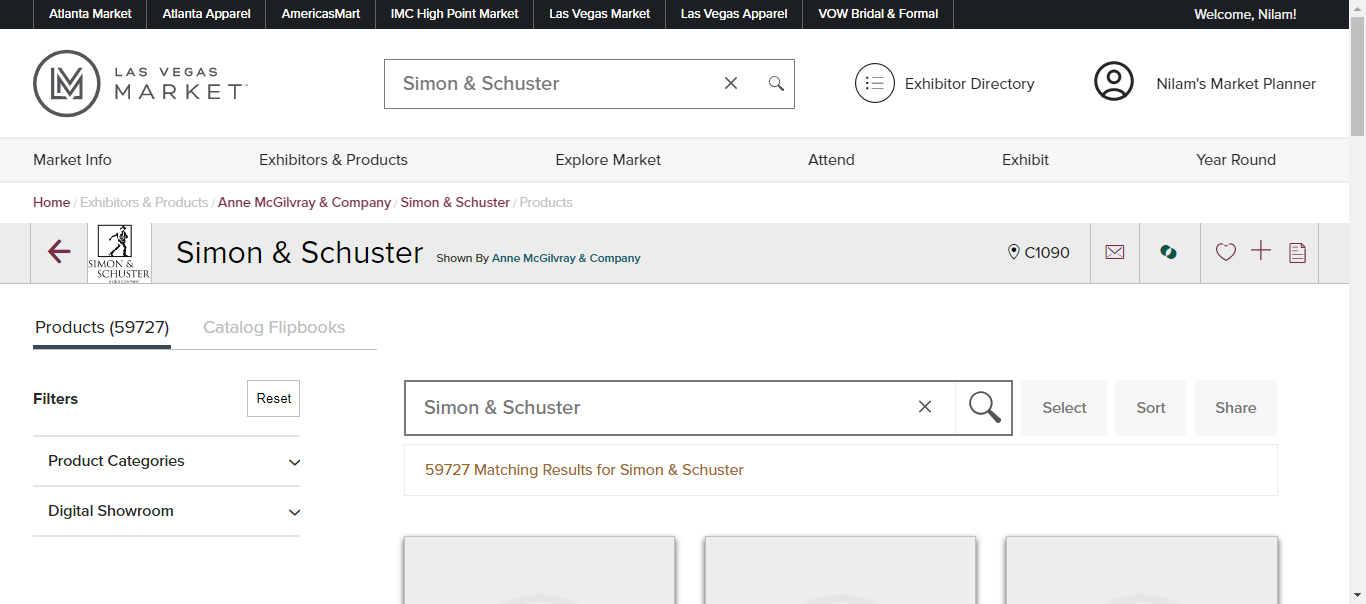 Atlanta Market Atlanta Apparel AmericasMart IMC High Point Market Las Vegas Market Las Vegas Apparel VOW Bridal & Formal Welcome, Nilam!
LAS VEGAS
MARKET
Simon & Schuster
Exhibitor Directory
Nilam's Market Planner
Market Info Exhibitors & Products Explore Market Attend Exhibit Year Round
Home / Exhibitors & Products / Anne McGilvray & Company / Simon & Schuster / Products
SIMON &
SCHUSTER
Simon & Schuster Shown By Anne McGilvray & Company C1090
Products (59727) Catalog Flipbooks
Filters Reset
Simon & Schuster Select Sort Share
Product Categories
59727 Matching Results for Simon & Schuster
Digital Showroom